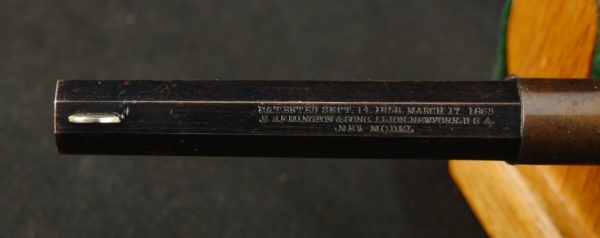 PATENTED SEPT. 14. 1858. MARCH 17. 1863
E. REMINGTON & SONS. ILION. NEW YORK. U.S.A.
NEW MODEL.